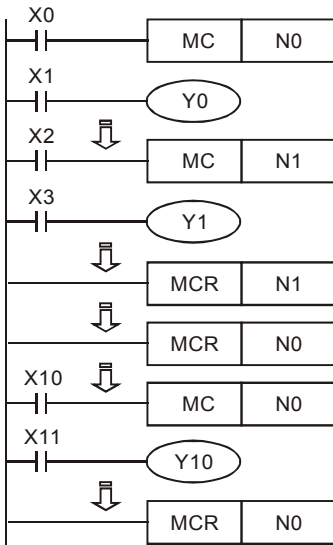 X0
MC N0
X1
Y0
X2
MC N1
X3
Y1
MCR N1
MCR N0
X10
MC N0
X11
Y10
MCR N0